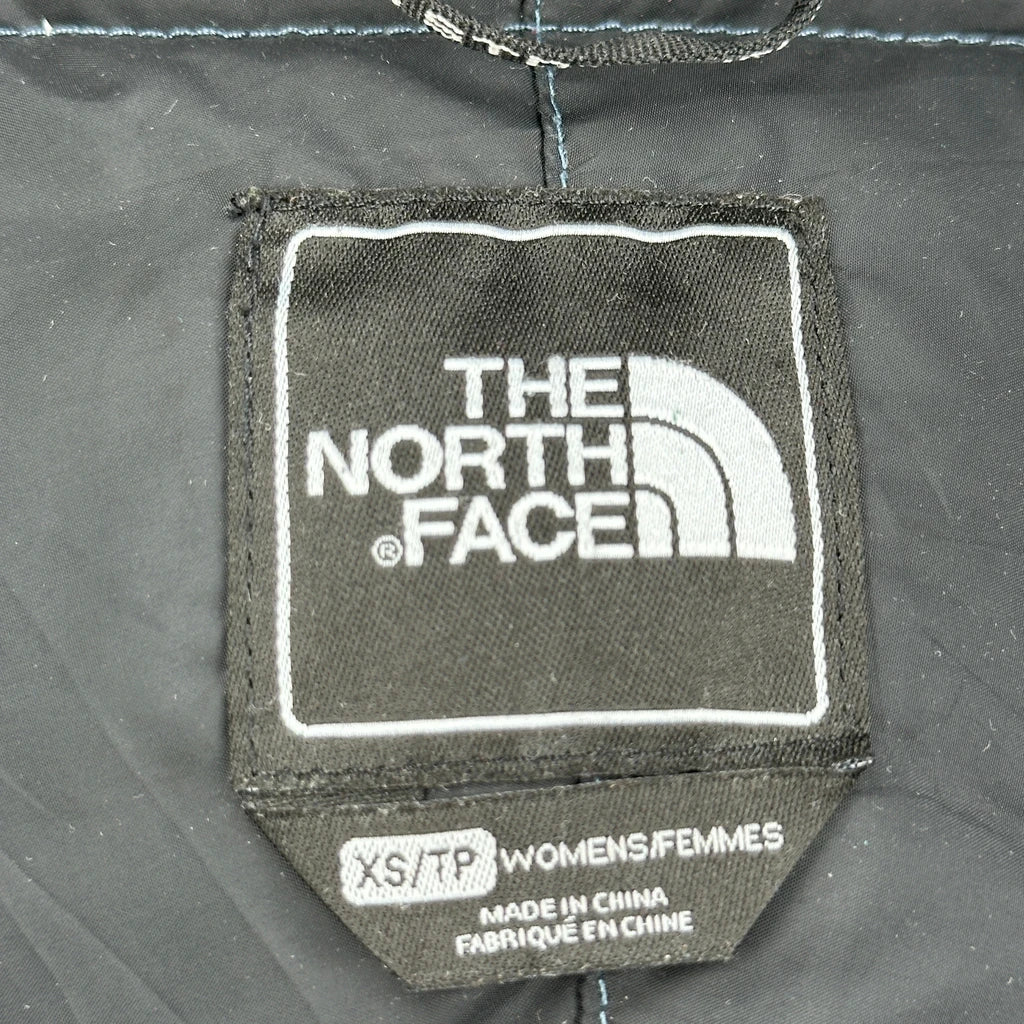 THE
NORTH
®FACE
XS/TP WOMENS/FEMMES
MADE IN CHINA
FABRIQUÉ EN CHINE